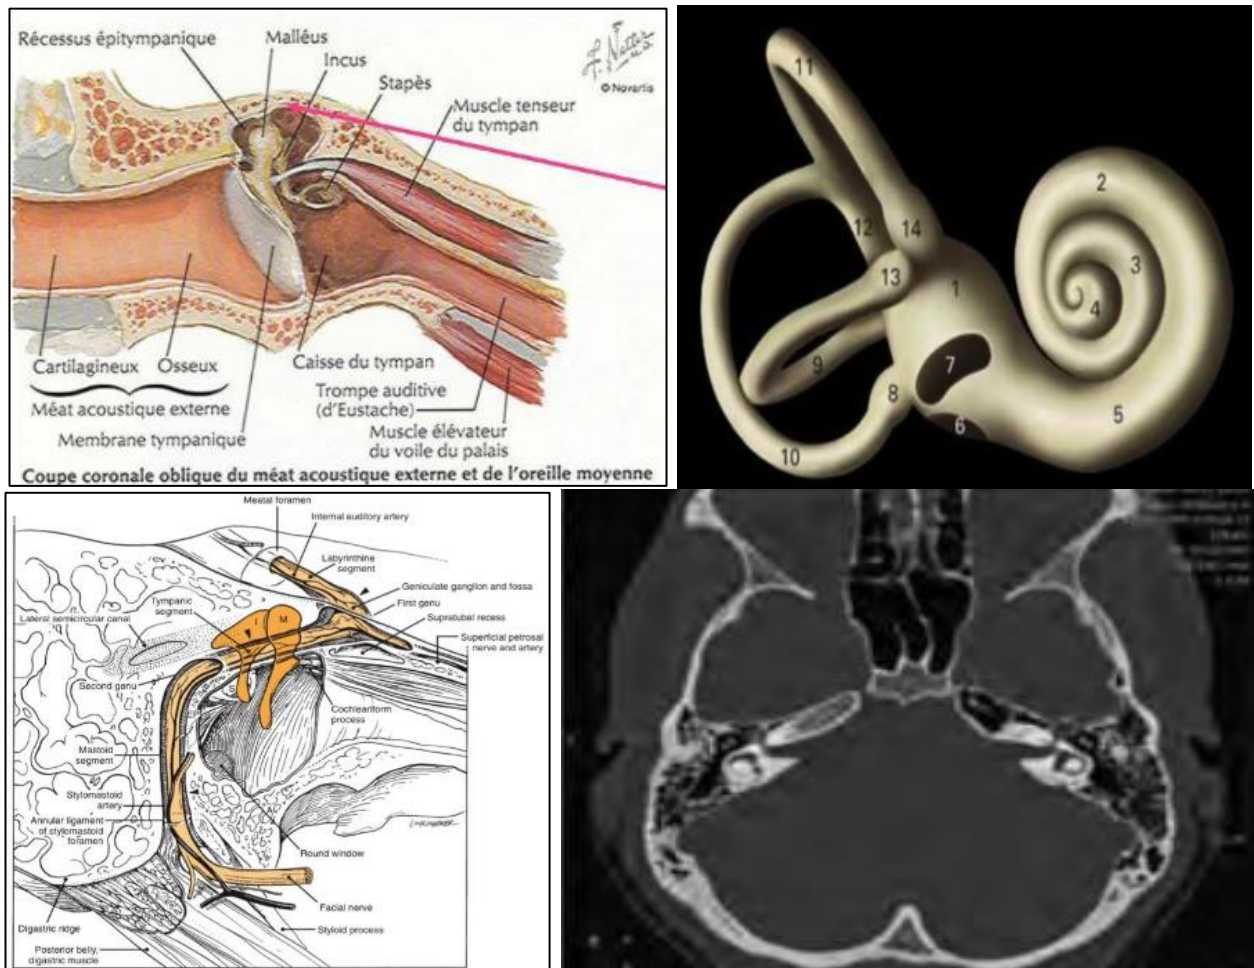 Récessus épitympanique
Malléus
Incus
Stapès
Muscle tenseur
du tympan
F. Netter
M.D.
© Novartis
Cartilagineux
Osseux
Méat acoustique externe
Membrane tympanique
Caisse du tympan
Trompe auditive
(d'Eustache)
Muscle élévateur
du voile du palais
Coupe coronale oblique du méat acoustique externe et de l'oreille moyenne
11
2
12
14
3
13
1
4
9
7
8
5
6
10
Meatal foramen
Internal auditory artery
Labyrinthine
segment
Geniculate ganglion and fossa
Tympanic
segment
First genu
Lateral semicircular canal
I
M
Supratubal recess
Superficial petrosal
nerve and artery
Second genu
S
Cochleariform
process
Mastoid
segment
Stylomastoid
artery
Annular ligament
of stylomastoid
foramen
Round window
Facial nerve
Digastric ridge
Styloid process
Posterior belly,
digastric muscle